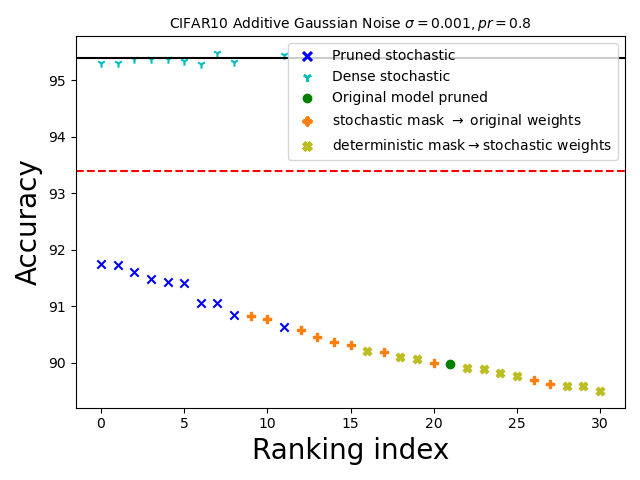 CIFAR10 Additive Gaussian Noise σ = 0.001, pr = 0.8
Pruned stochastic
Dense stochastic
Original model pruned
stochastic mask → original weights
deterministic mask → stochastic weights
Accuracy
95
94
93
92
91
90
0 5 10 15 20 25 30
Ranking index